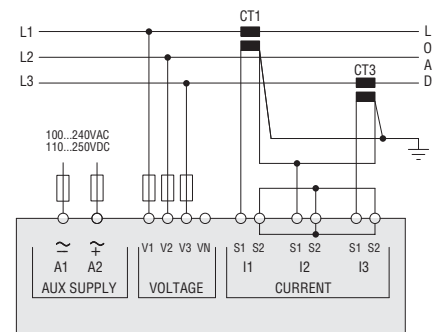 CT1
L1 L
L2 O
A
L3 CT3 D
100...240VAC
110...250VDC
V1 V2 V3 VN S1 S2 S1 S2 S1 S2
A1 A2 I1 I2 I3
AUX SUPPLY VOLTAGE CURRENT